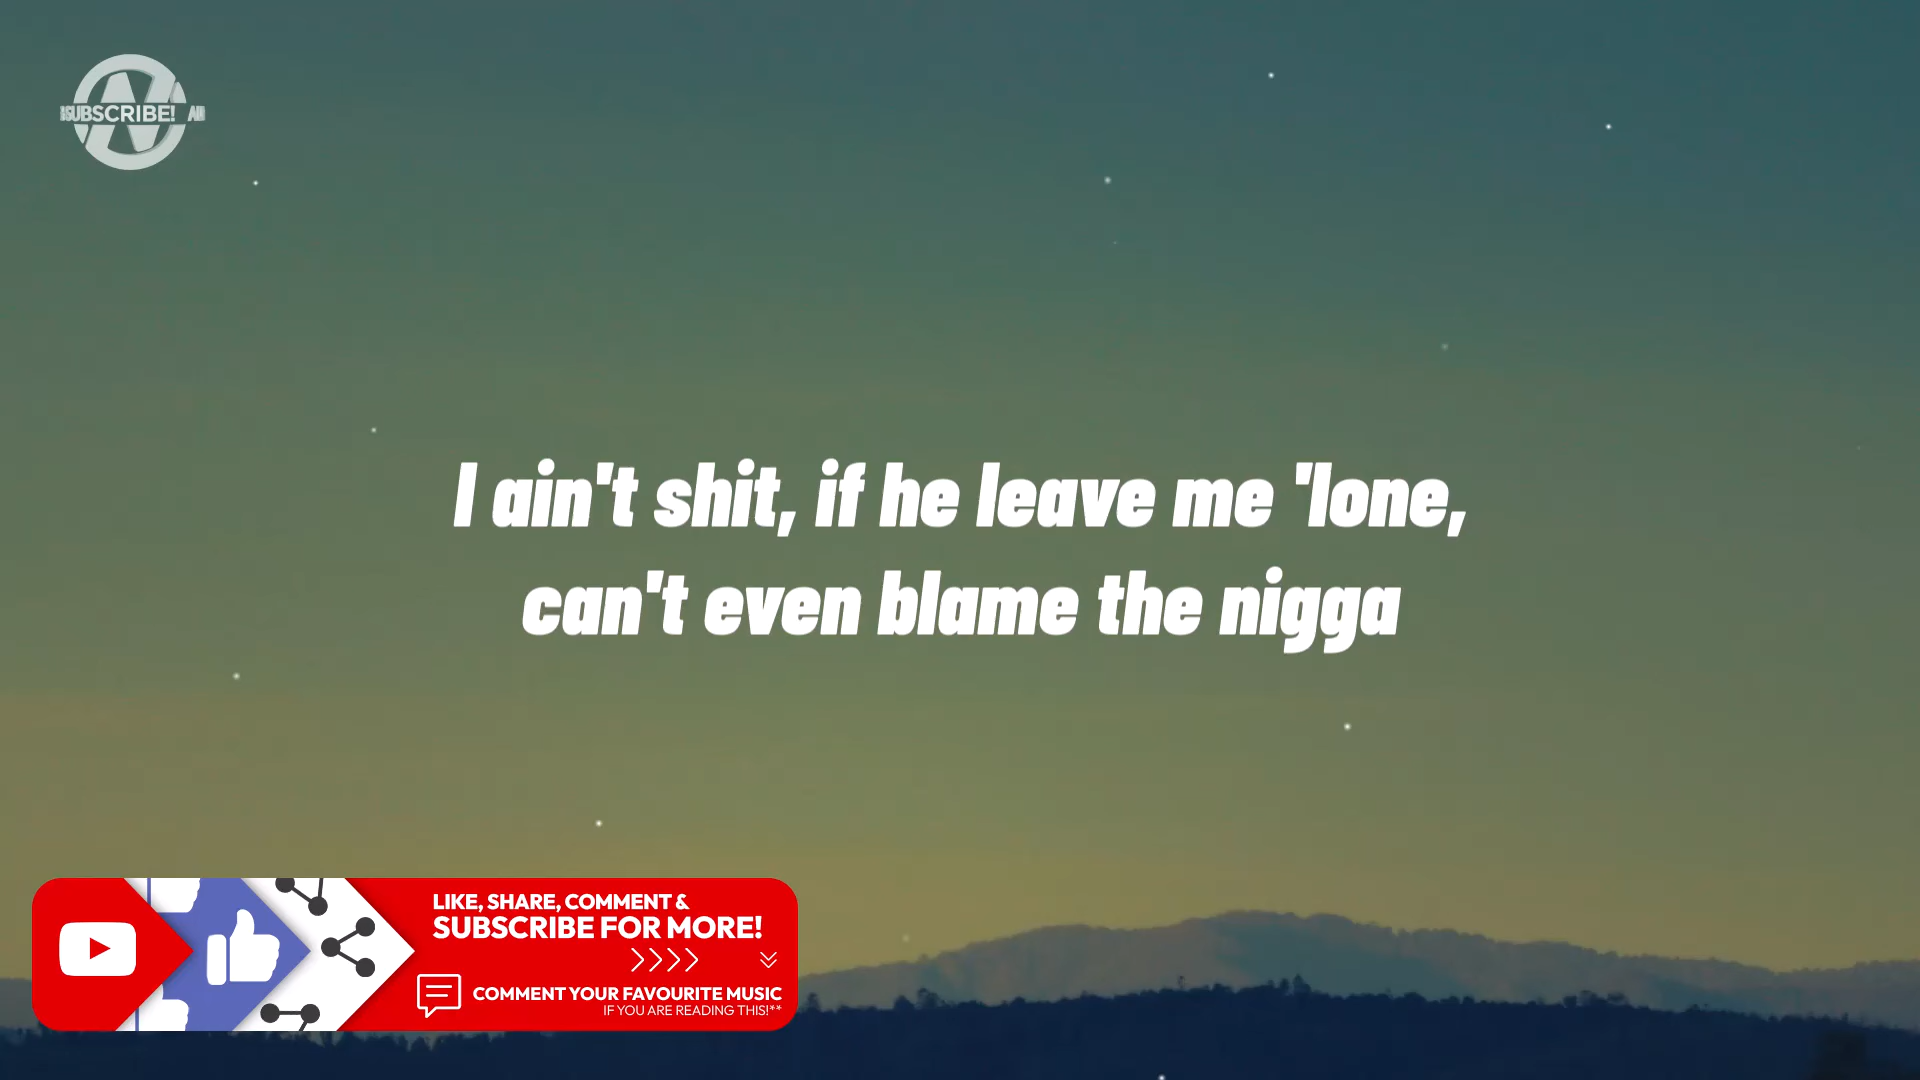 SUBSCRIBE!
I ain't shit, if he leave me 'lone,
can't even blame the nigga
LIKE, SHARE, COMMENT &
SUBSCRIBE FOR MORE!
COMMENT YOUR FAVOURITE MUSIC
IF YOU ARE READING THIS!**